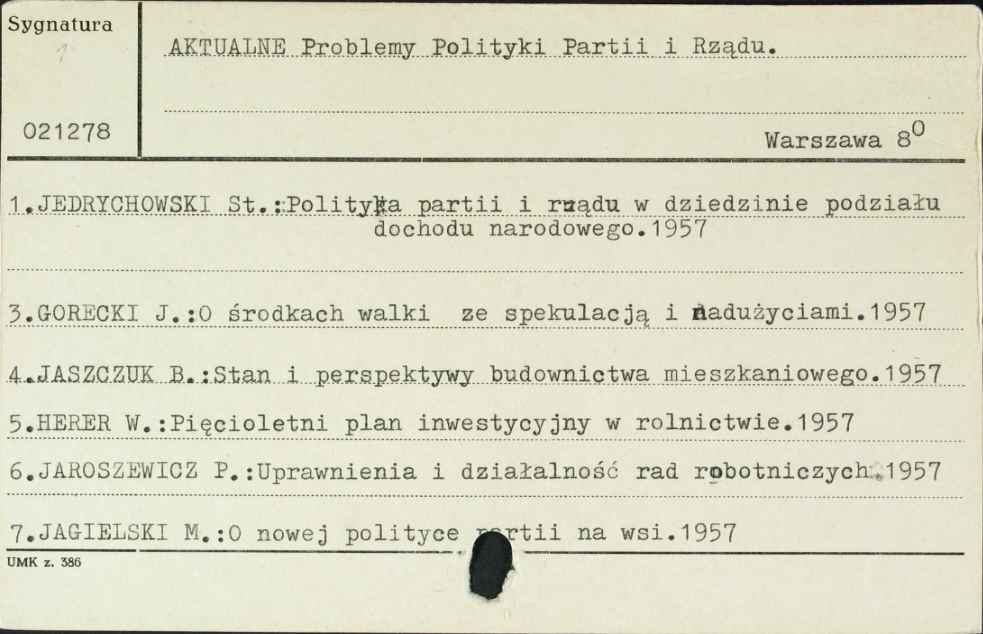 Sygnatura
AKTUALNE Problemy Polityki Partii i Rządu.
021278
Warszawa 8⁰
1.JEDRYCHOWSKI St.:Polityka partii i rządu w dziedzinie podziału
dochodu narodowego.1957
3.GORECKI J.:O środkach walki ze spekulacją i nadużyciami.1957
4.JASZCZUK B.:Stan i perspektywy budownictwa mieszkaniowego.1957
5.HERER W.:Pięcioletni plan inwestycyjny w rolnictwie.1957
6.JAROSZEWICZ P.:Uprawnienia i działalność rad robotniczych.1957
7.JAGIELSKI M.:O nowej polityce partii na wsi.1957
UMK z. 386